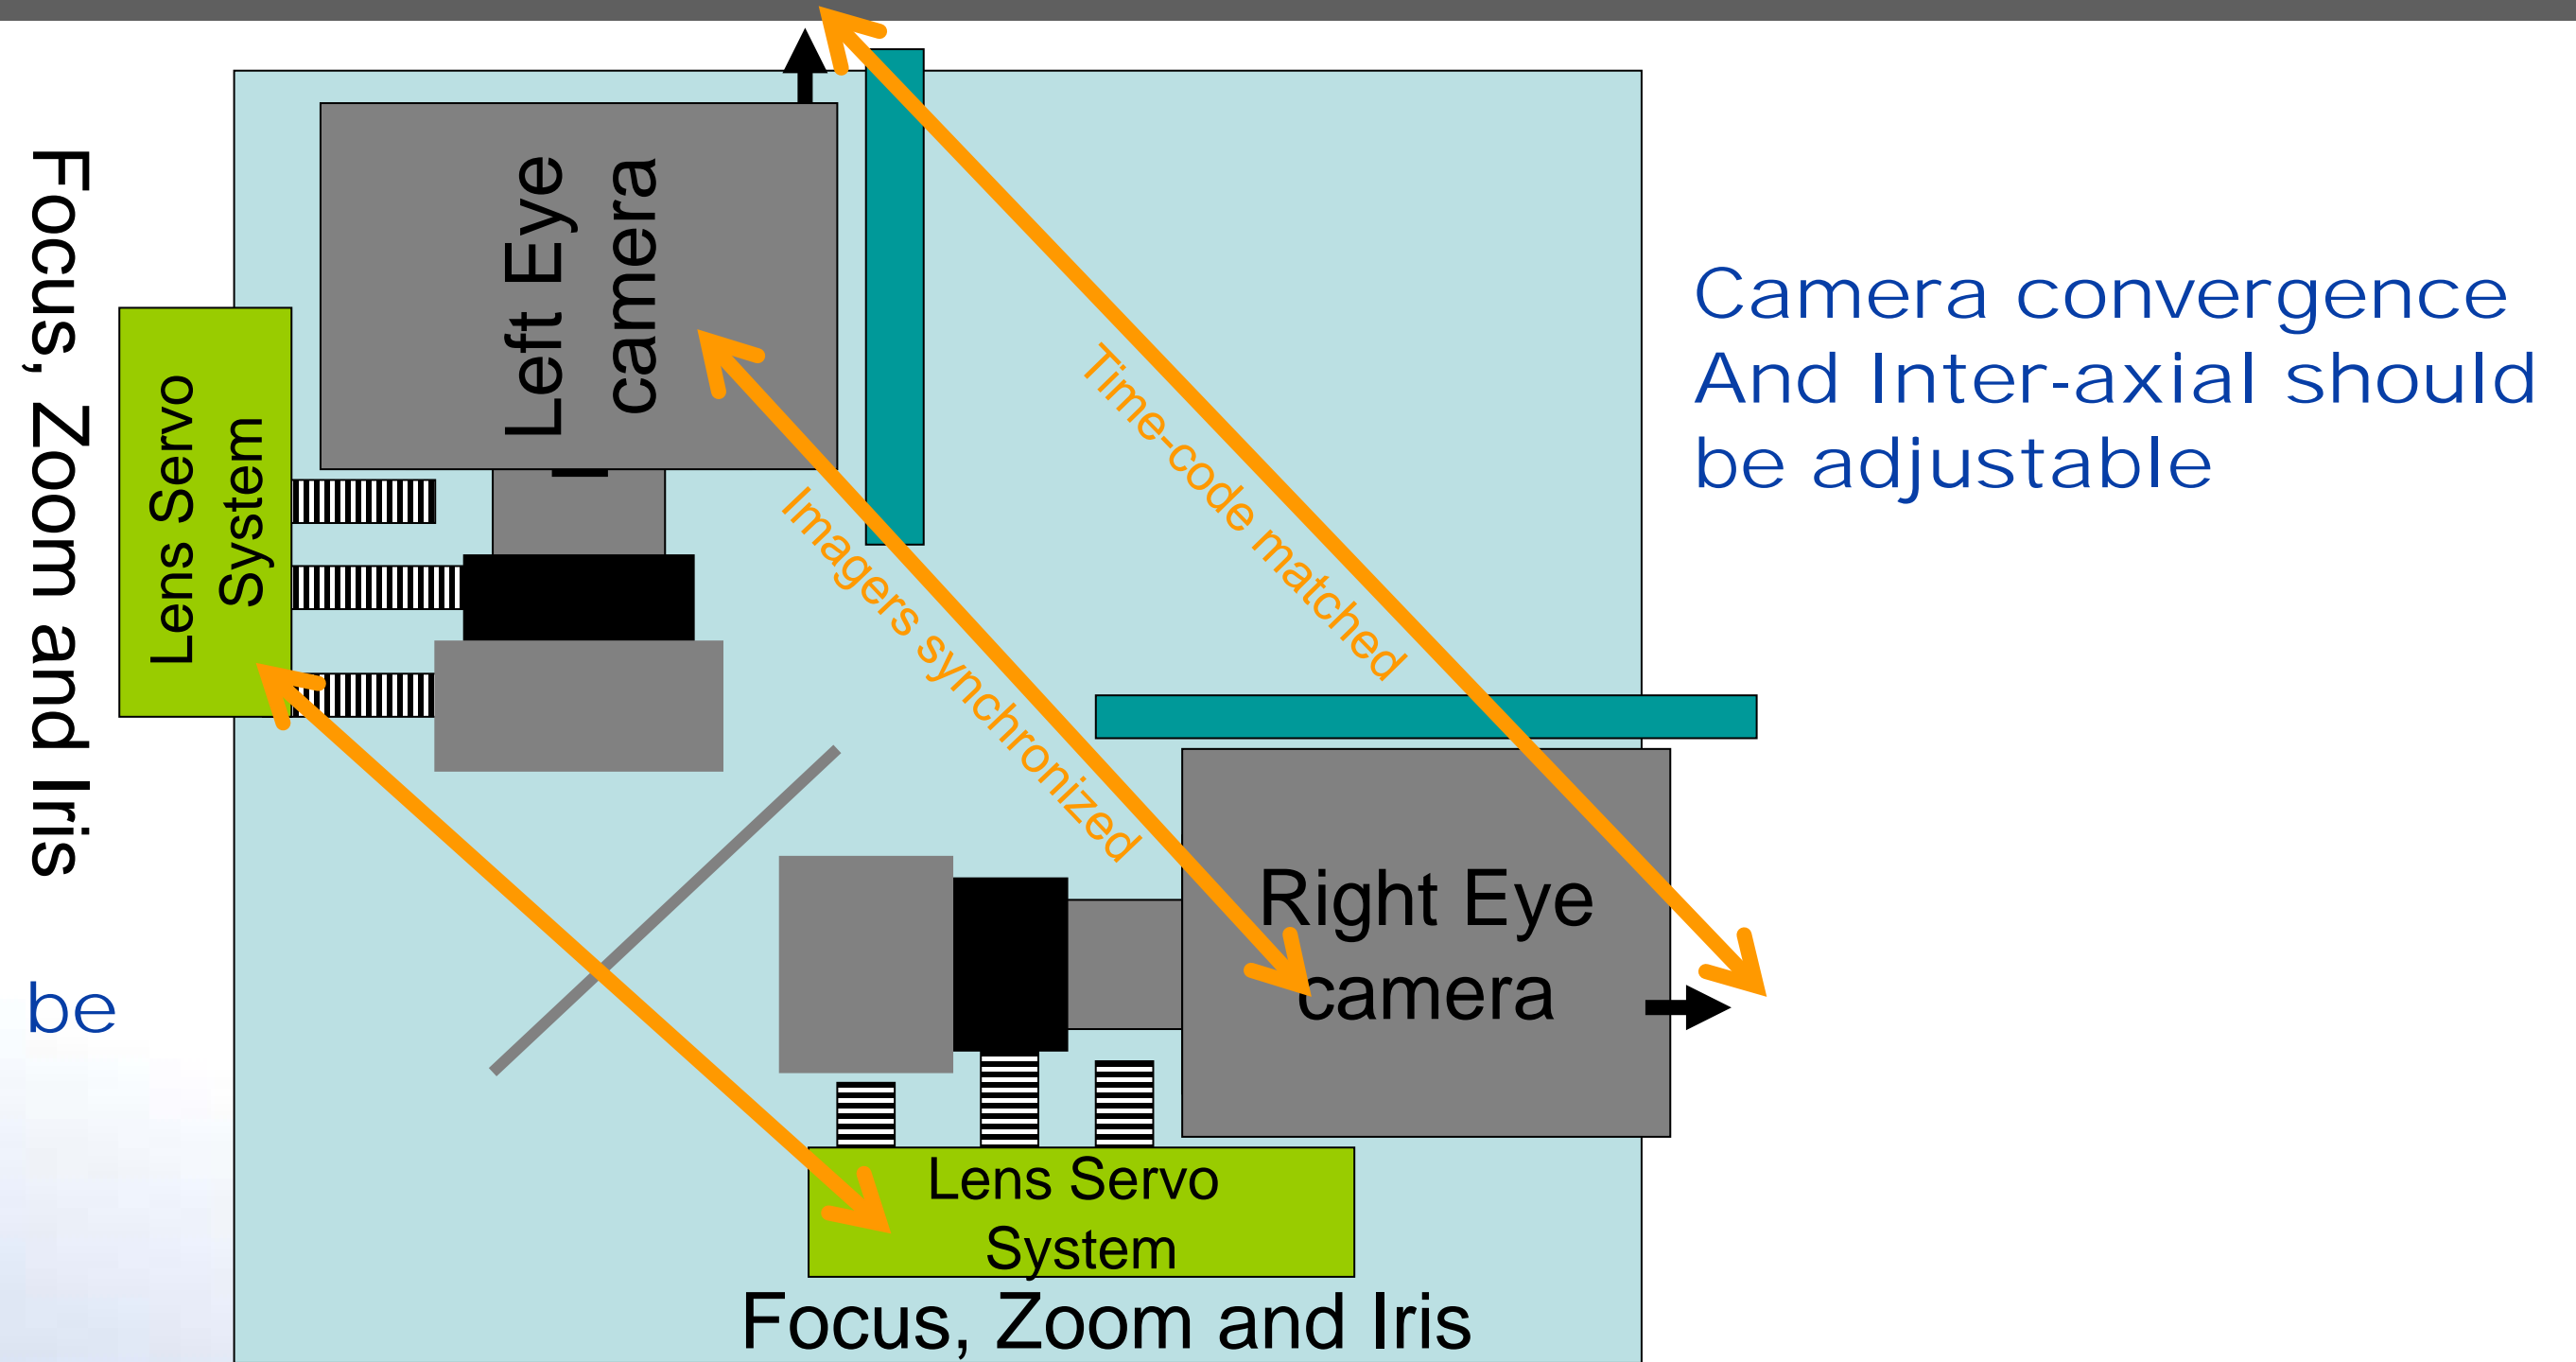 Focus, Zoom and Iris
be
Lens Servo
System
Left Eye
camera
Imagers synchronized
Time-code matched
Camera convergence
And Inter-axial should
be adjustable
Right Eye
camera
Lens Servo
System
Focus, Zoom and Iris